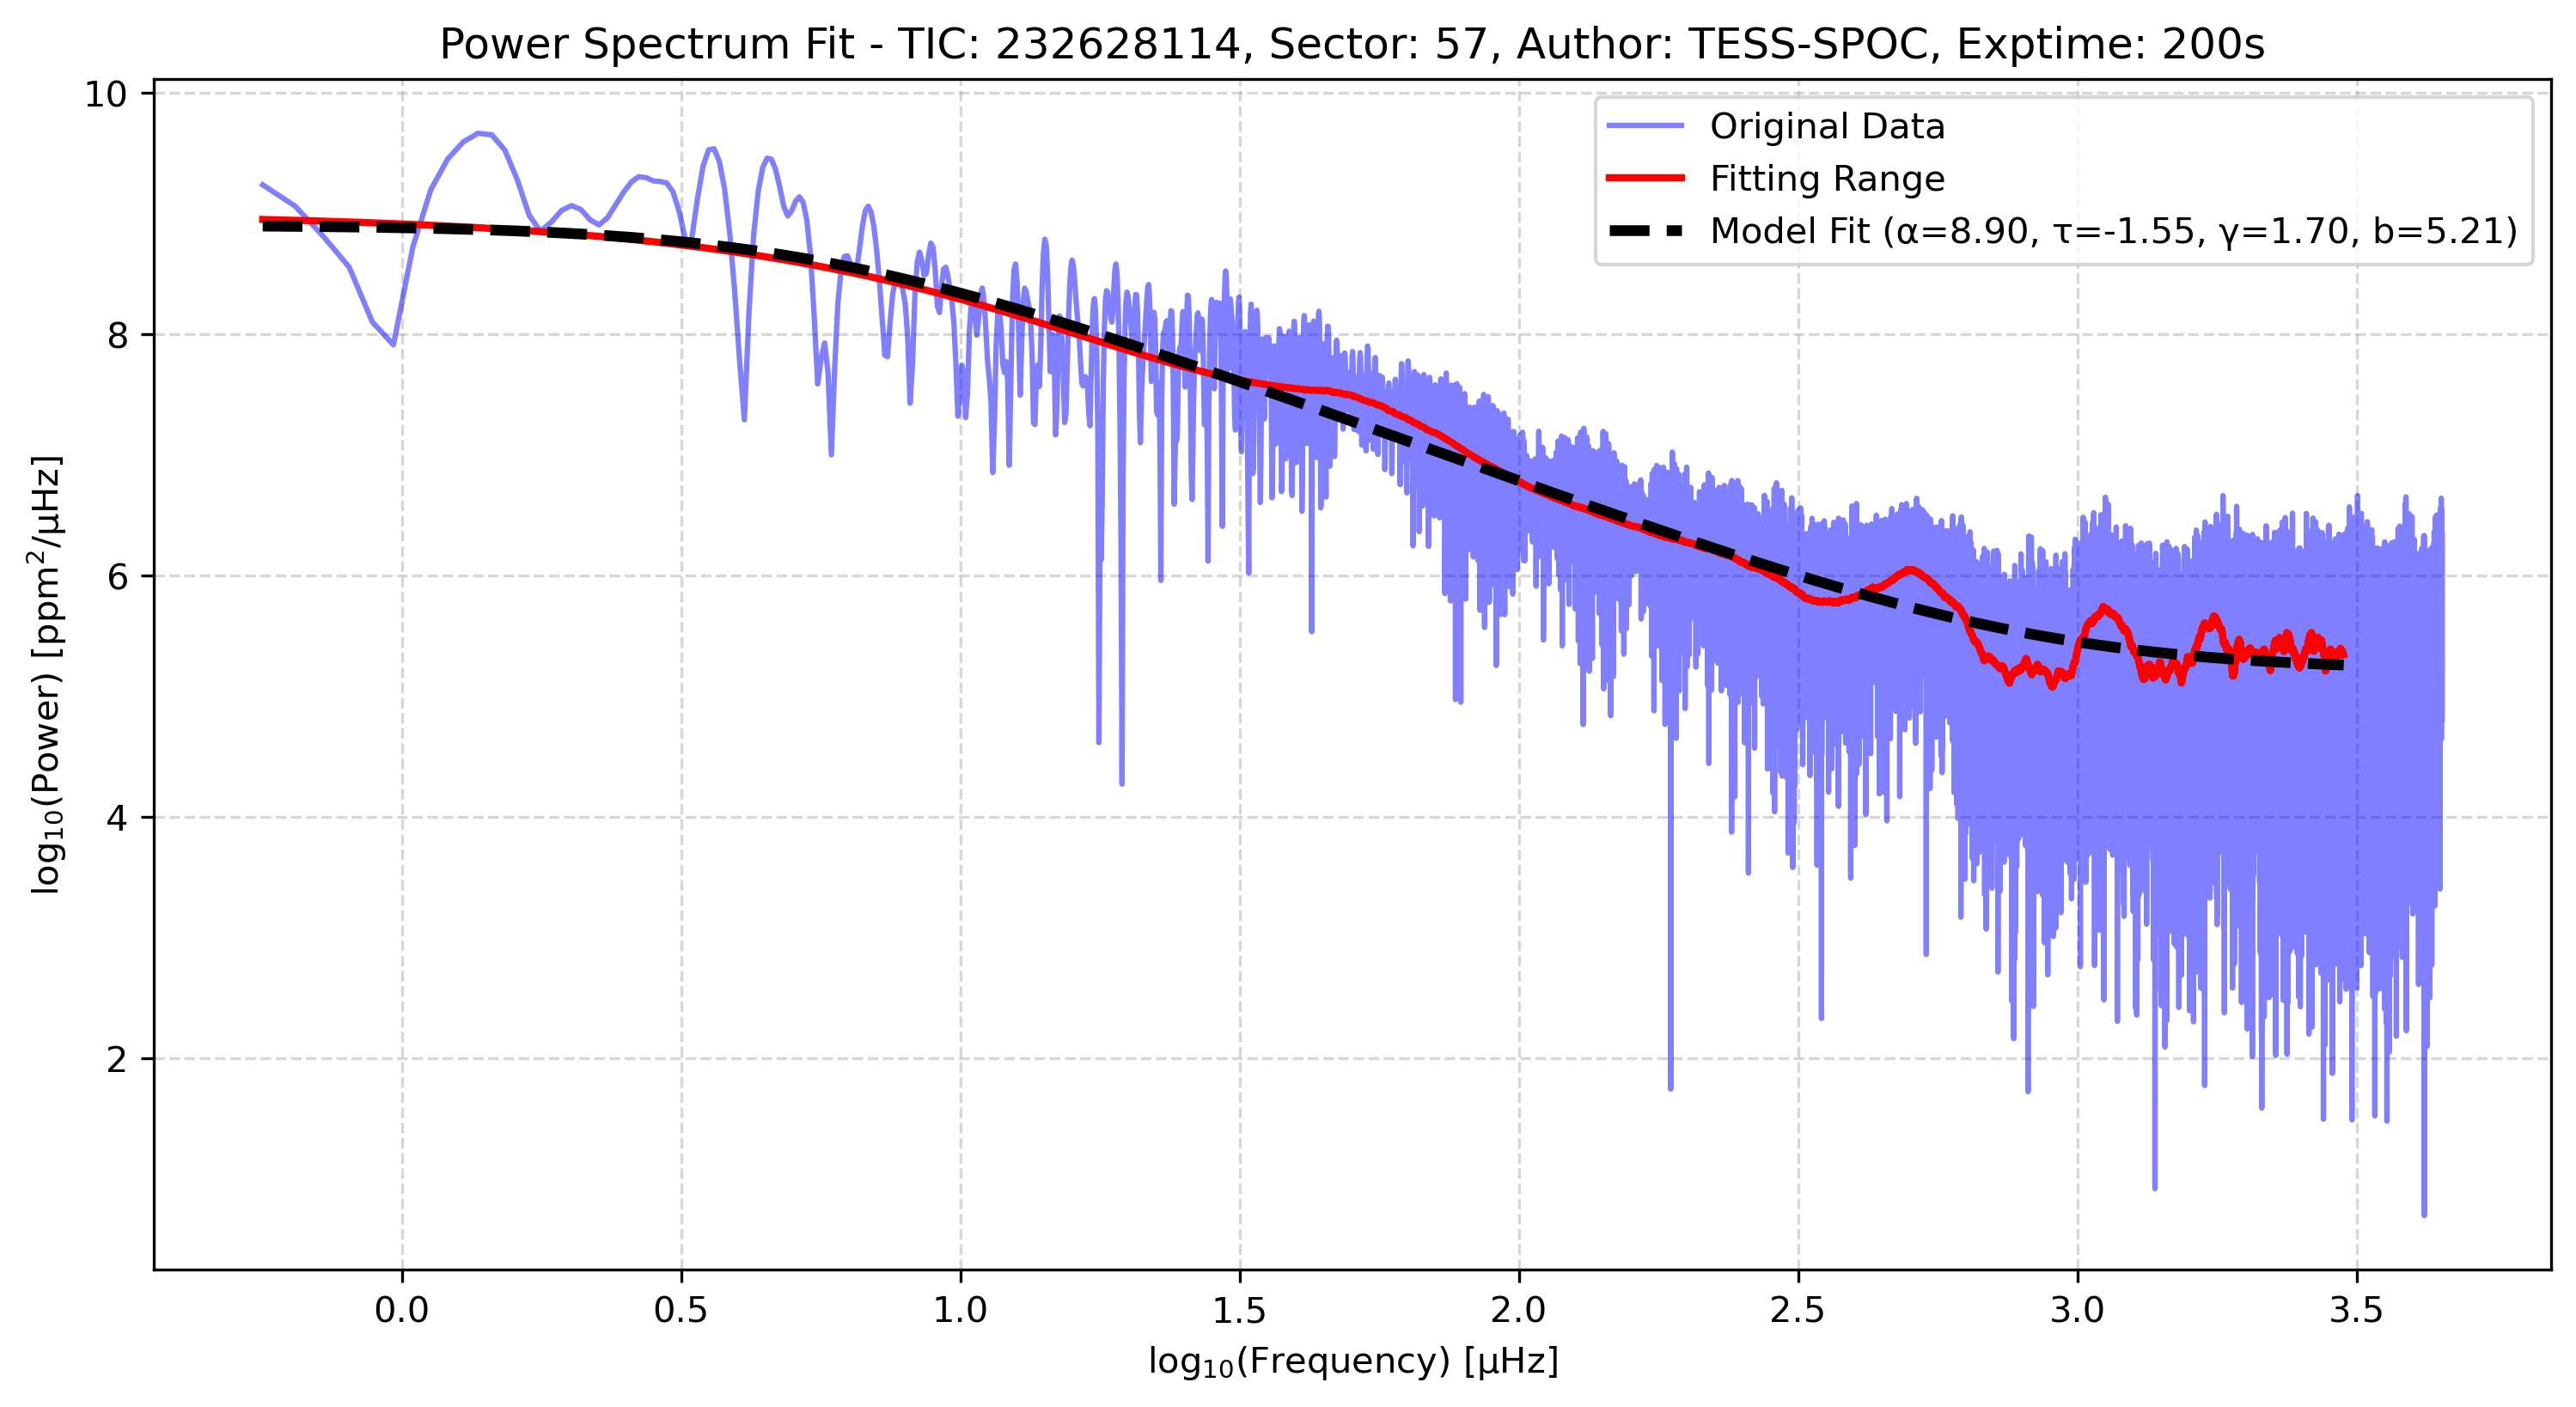 Power Spectrum Fit - TIC: 232628114, Sector: 57, Author: TESS-SPOC, Exptime: 200s
Original Data
Fitting Range
Model Fit (α=8.90, τ=-1.55, γ=1.70, b=5.21)
log₁₀(Power) [ppm²/μHz]
10
8
6
4
2
0.0 0.5 1.0 1.5 2.0 2.5 3.0 3.5
log₁₀(Frequency) [μHz]